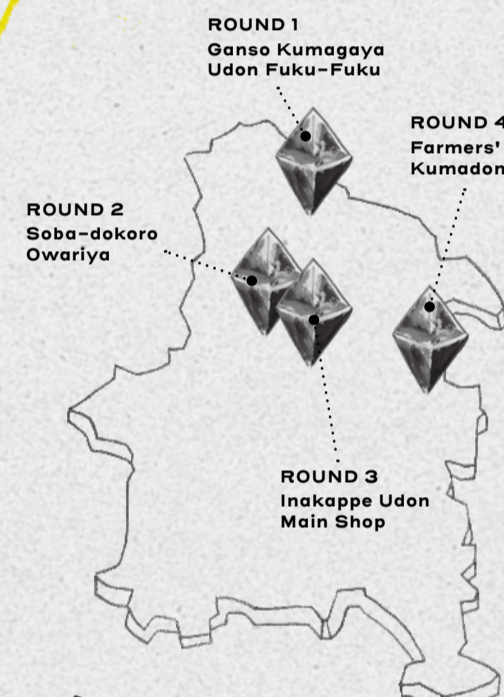 ROUND 1
Ganso Kumagaya
Udon Fuku-Fuku
ROUND 4
Farmers'
Kumadon
ROUND 2
Soba-dokoro
Owariya
ROUND 3
Inakappe Udon
Main Shop